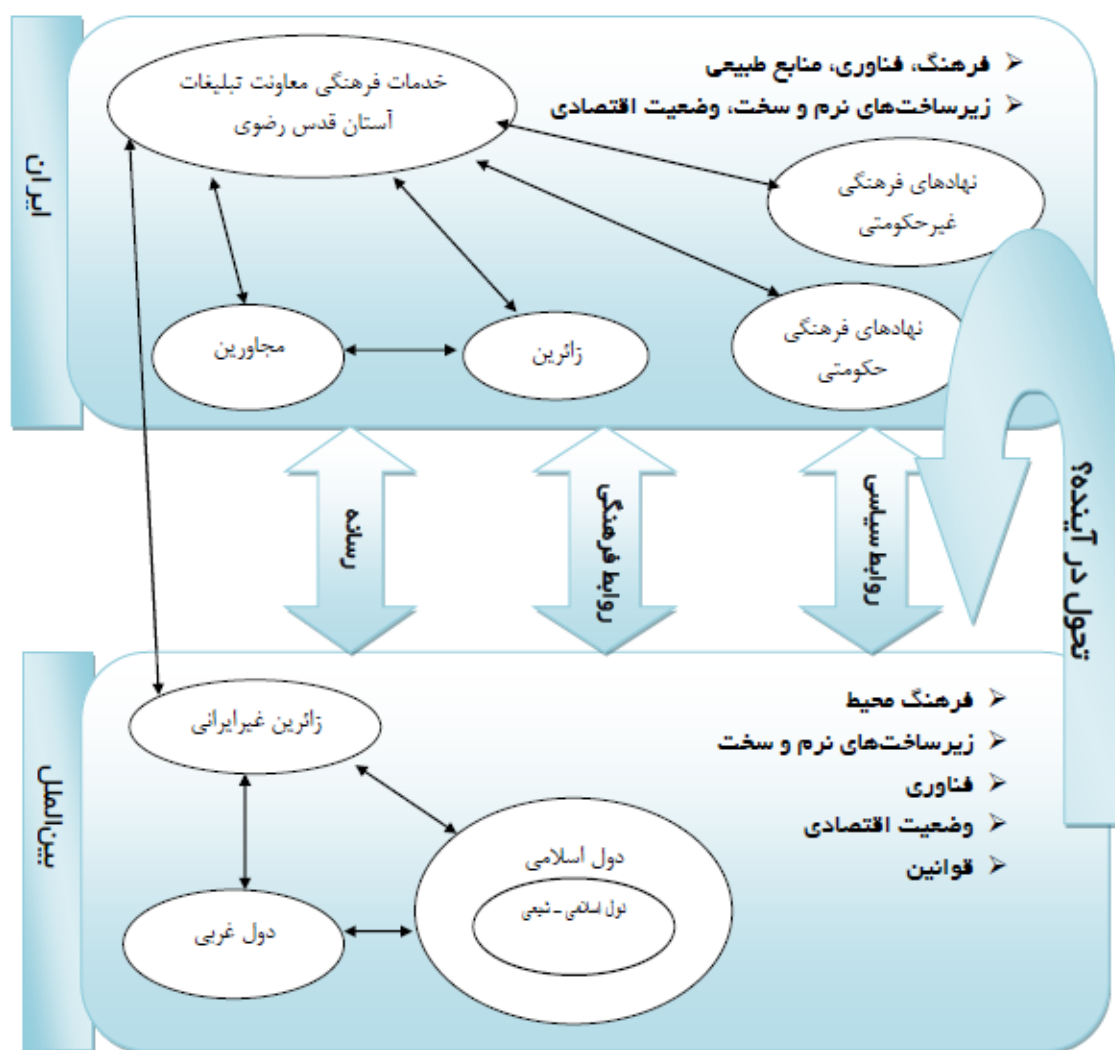 ایران
فرهنگ، فناوری، منابع طبیعی
زیرساخت‌های نرم و سخت، وضعیت اقتصادی
خدمات فرهنگی معاونت تبلیغات
آستان قدس رضوی
نهادهای فرهنگی
غیرحکومتی
نهادهای فرهنگی
حکومتی
زائرین
مجاورین
تحول در آینده؟
روابط سیاسی
روابط فرهنگی
رسانه
بین‌الملل
فرهنگ محیط
زیرساخت‌های نرم و سخت
فناوری
وضعیت اقتصادی
قوانین
زائرین غیرایرانی
دول اسلامی
دول اسلامی - شیعی
دول غربی